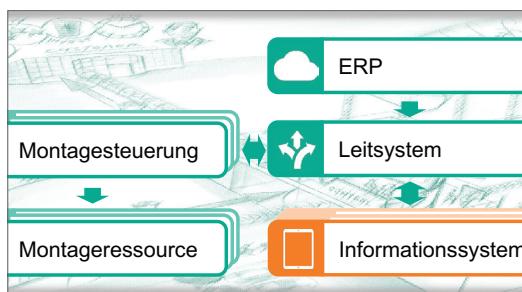 ERP
Montagesteuerung
Leitsystem
Montageressource
Informationssystem